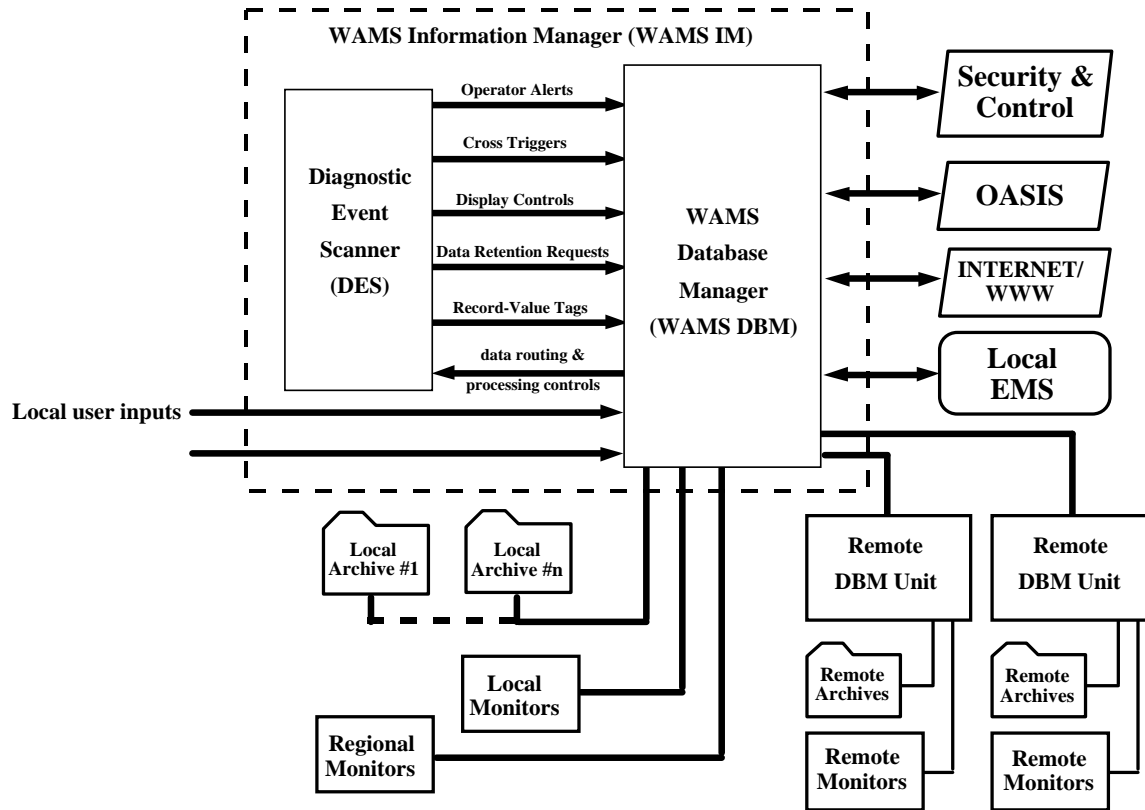 WAMS Information Manager (WAMS IM)
Diagnostic
Event
Scanner
(DES)
Operator Alerts
Cross Triggers
Display Controls
Data Retention Requests
Record-Value Tags
data routing &
processing controls
WAMS
Database
Manager
(WAMS DBM)
Security &
Control
OASIS
INTERNET/
WWW
Local
EMS
Local user inputs
Local
Archive #1
Local
Archive #n
Local
Monitors
Regional
Monitors
Remote
DBM Unit
Remote
Archives
Remote
Monitors
Remote
DBM Unit
Remote
Archives
Remote
Monitors